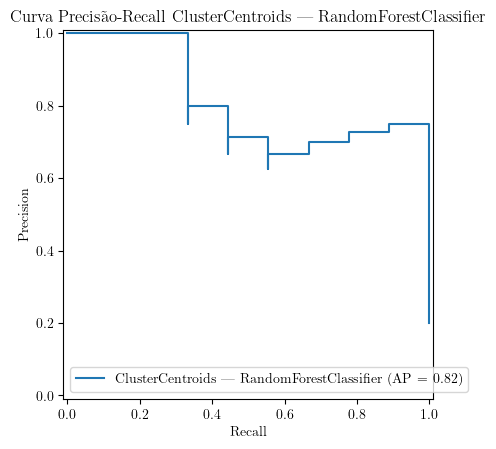 Curva Precisão-Recall ClusterCentroids — RandomForestClassifier
1.0
0.8
0.6
0.4
0.2
0.0
Precision
ClusterCentroids — RandomForestClassifier (AP = 0.82)
0.0 0.2 0.4 0.6 0.8 1.0
Recall